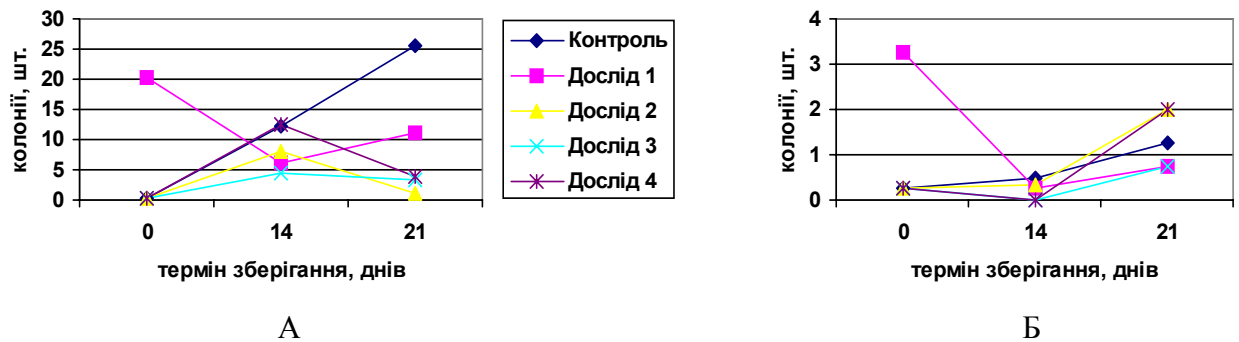 колонії, шт.
30
25
20
15
10
5
0
0 14 21
термін зберігання, днів
А
Контроль
Дослід 1
Дослід 2
Дослід 3
Дослід 4
колонії, шт.
4
3
2
1
0
0 14 21
термін зберігання, днів
Б